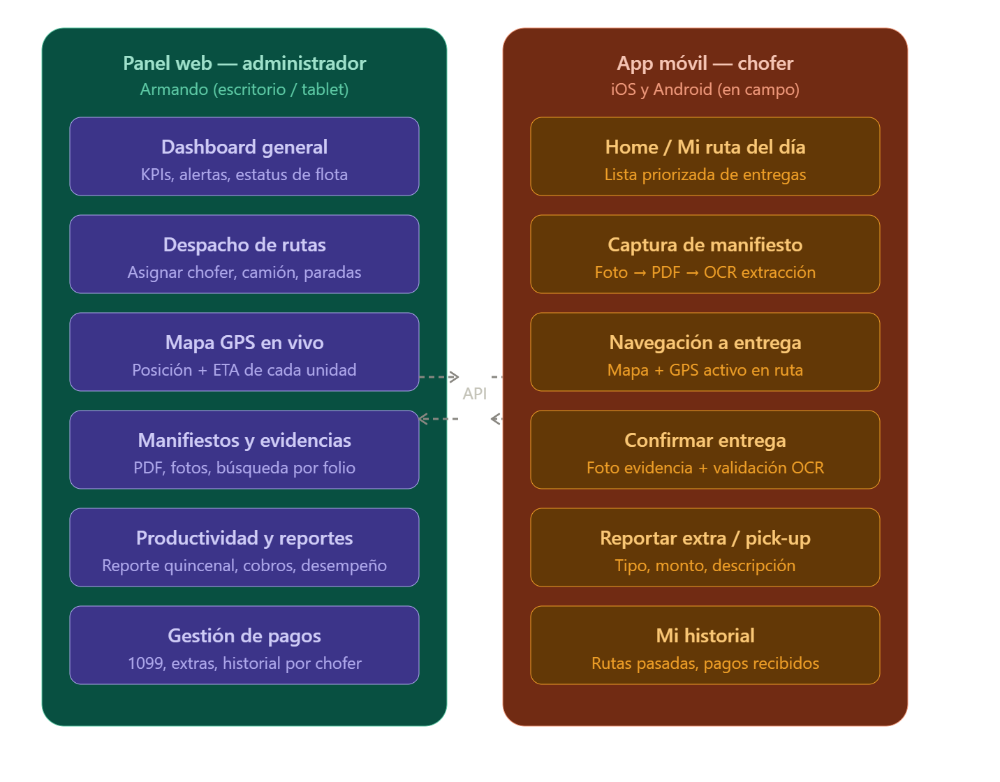 Panel web — administrador
Armando (escritorio / tablet)
Dashboard general
KPIs, alertas, estatus de flota
Despacho de rutas
Asignar chofer, camión, paradas
Mapa GPS en vivo
Posición + ETA de cada unidad
Manifiestos y evidencias
PDF, fotos, búsqueda por folio
Productividad y reportes
Reporte quincenal, cobros, desempeño
Gestión de pagos
1099, extras, historial por chofer
API
App móvil — chofer
iOS y Android (en campo)
Home / Mi ruta del día
Lista priorizada de entregas
Captura de manifiesto
Foto → PDF → OCR extracción
Navegación a entrega
Mapa + GPS activo en ruta
Confirmar entrega
Foto evidencia + validación OCR
Reportar extra / pick-up
Tipo, monto, descripción
Mi historial
Rutas pasadas, pagos recibidos